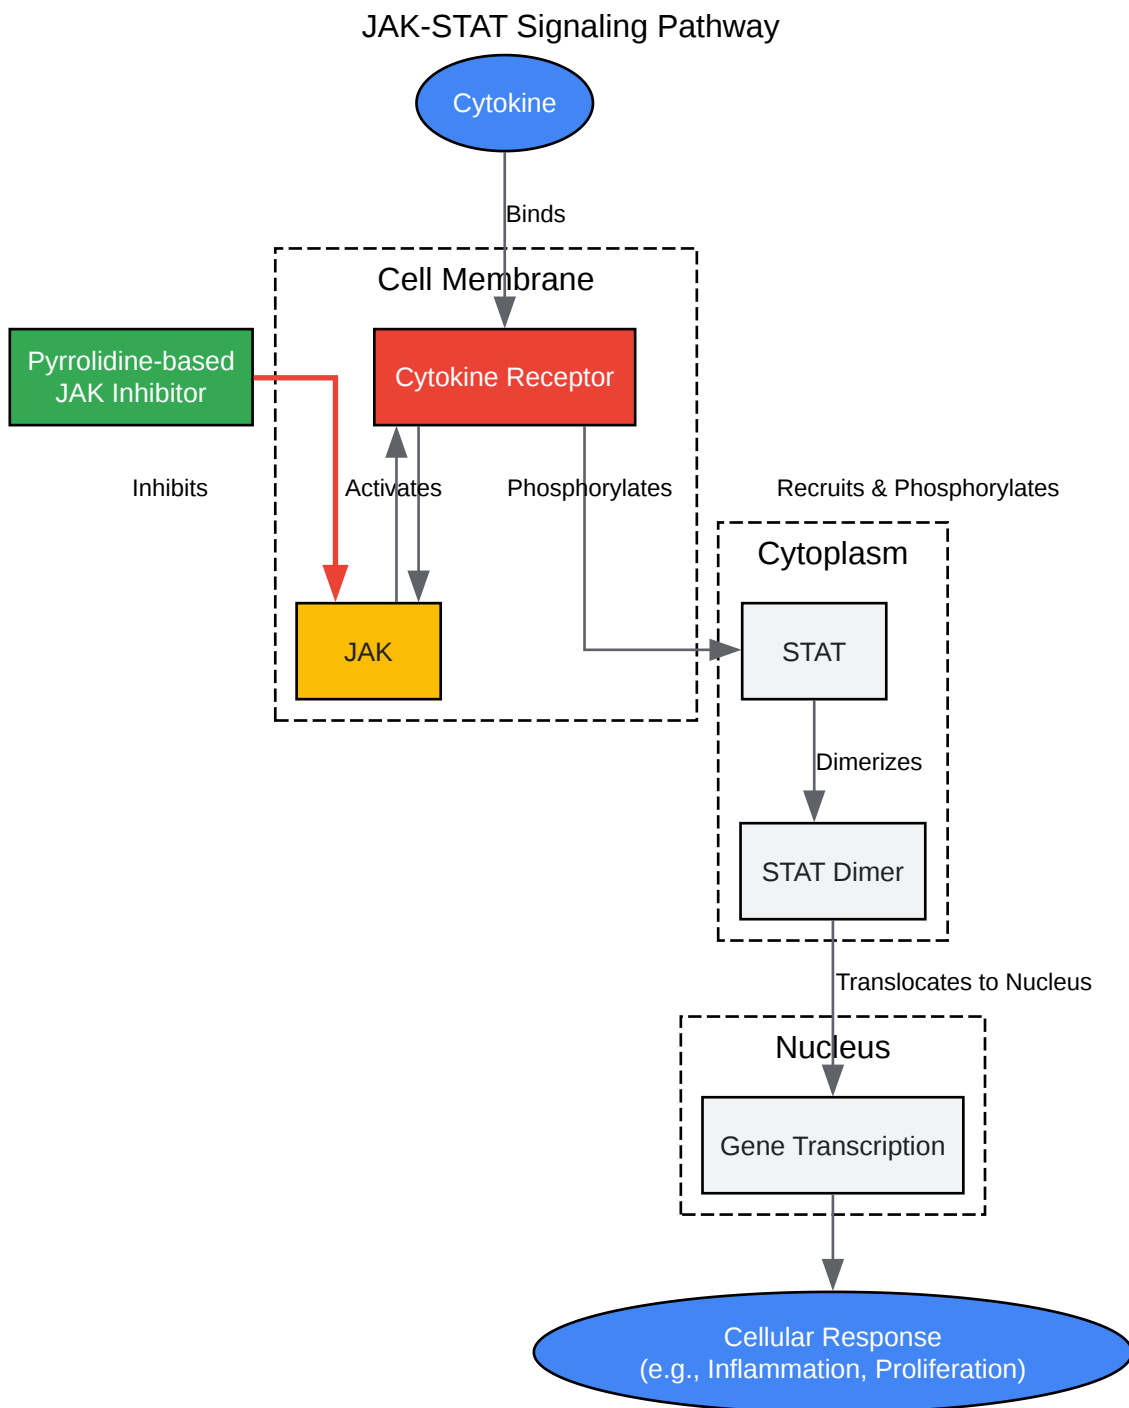 JAK-STAT Signaling Pathway
Cytokine
Binds
Cell Membrane
Pyrrolidine-based
JAK Inhibitor
Cytokine Receptor
Inhibits
Activates
Phosphorylates
Recruits & Phosphorylates
Cytoplasm
JAK
STAT
Dimerizes
STAT Dimer
Translocates to Nucleus
Nucleus
Gene Transcription
Cellular Response
(e.g., Inflammation, Proliferation)